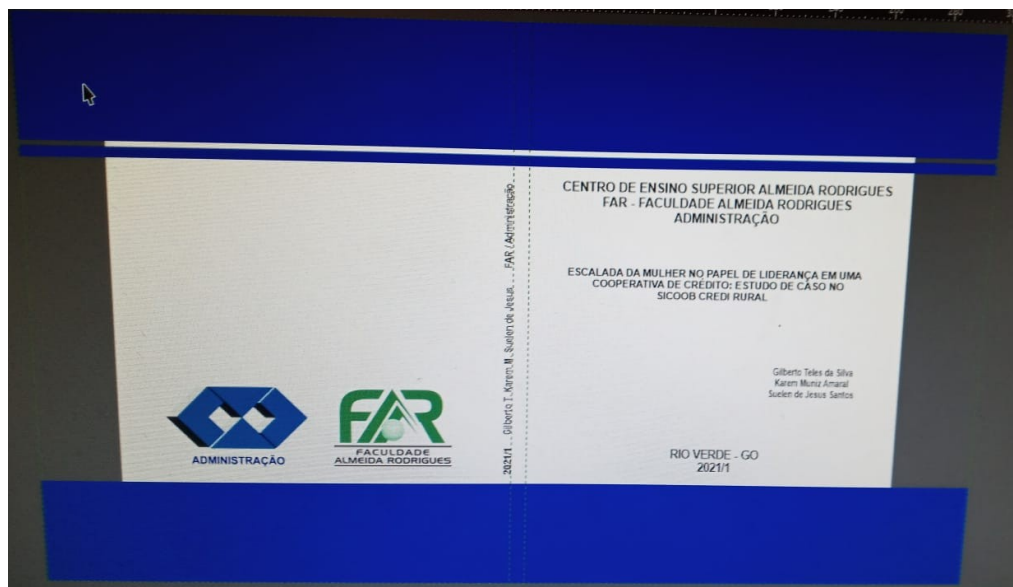 CENTRO DE ENSINO SUPERIOR ALMEIDA RODRIGUES
FAR - FACULDADE ALMEIDA RODRIGUES
ADMINISTRAÇÃO
ESCALADA DA MULHER NO PAPEL DE LIDERANÇA EM UMA
COOPERATIVA DE CRÉDITO: ESTUDO DE CASO NO
SICOOB CREDI RURAL
Gilberto Teles da Silva
Karem Muniz Amaral
Suelen de Jesus Santos
RIO VERDE - GO
2021/1
2021/1 Gilberto T. Karem M. Suelen de Jesus FAR / Administração
ADMINISTRAÇÃO
FAR
FACULDADE
ALMEIDA RODRIGUES